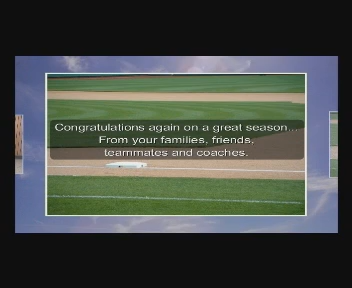 Congratulations again on a great season...
From your families, friends,
teammates and coaches.